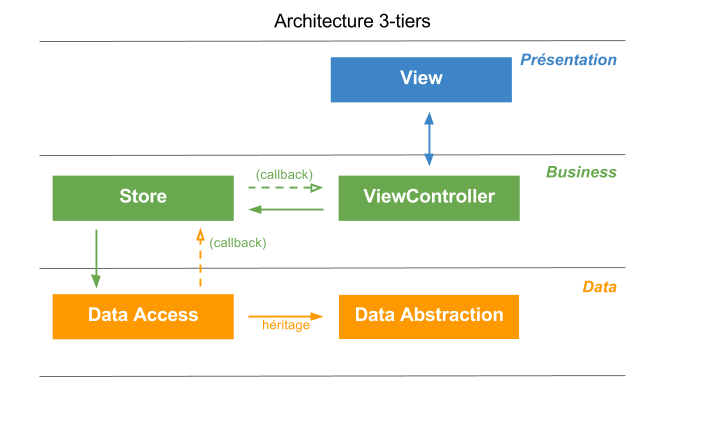 Architecture 3-tiers
Présentation
View
Business
(callback)
Store
ViewController
(callback)
Data
Data Access
Data Abstraction
héritage